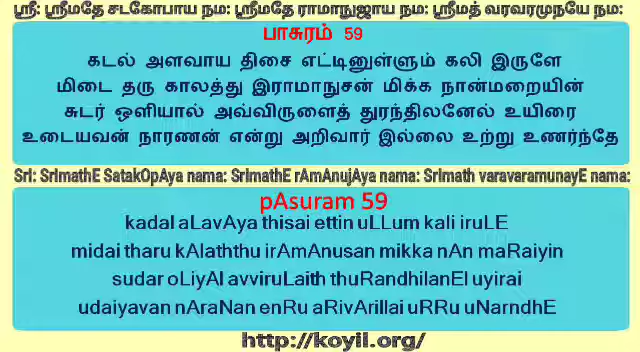 ஸ்ரீ: ஸ்ரீமதே சடகோபாய நம: ஸ்ரீமதே ராமாநுஜாய நம: ஸ்ரீமத் வரவரமுநயே நம:
பாசுரம் 59
கடல் அளவாய திசை எட்டினுள்ளும் கலி இருளே
மிடை தரு காலத்து இராமாநுசன் மிக்க நான்மறையின்
சுடர் ஒளியால் அவ்விருளைத் துரந்திலனேல் உயிரை
உடையவன் நாரணன் என்று அறிவார் இல்லை உற்று உணர்ந்தே
SrI: SrImathE SatakOpAya nama: SrImathE rAmAnujAya nama: SrImath varavaramunayE nama:
pAsuram 59
kadal aLavAya thisai ettin uLLum kali iruLE
midai tharu kAlaththu irAmAnusan mikka nAn maRaiyin
sudar oLiyAl avviruLaith thuRandhilanEl uyirai
udaiyavan nAraNan enRu aRivArillai uRRu uNarndhE
http://koyil.org/